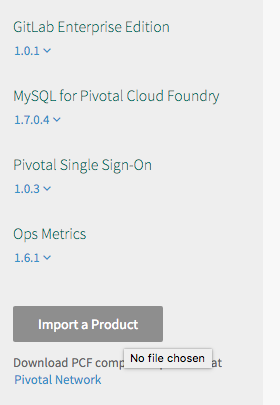 GitLab Enterprise Edition
1.0.1
MySQL for Pivotal Cloud Foundry
1.7.0.4
Pivotal Single Sign-On
1.0.3
Ops Metrics
1.6.1
Import a Product
No file chosen
Download PCF comp at
Pivotal Network